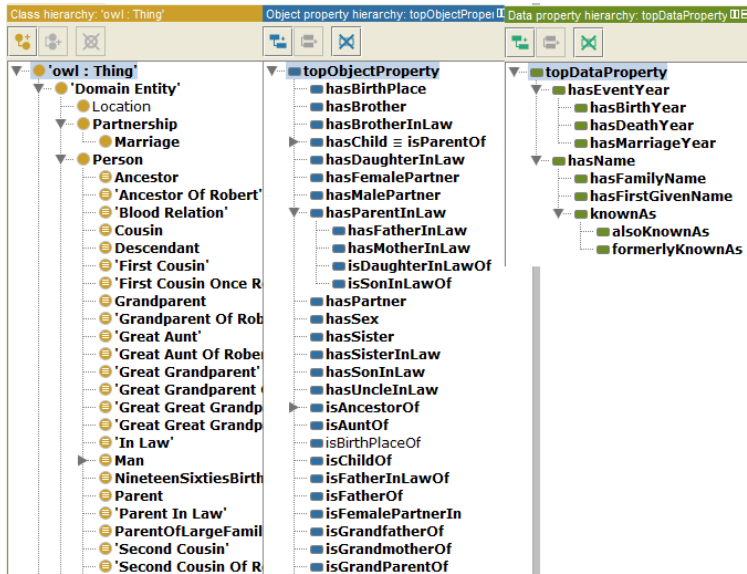 Class hierarchy: 'owl : Thing'
'owl : Thing'
'Domain Entity'
Location
Partnership
Marriage
Person
Ancestor
'Ancestor Of Robert'
'Blood Relation'
Cousin
Descendant
'First Cousin'
'First Cousin Once R
Grandparent
'Grandparent Of Rob
'Great Aunt'
'Great Aunt Of Rober
'Great Grandparent'
'Great Grandparent
'Great Great Grandp
'Great Great Grandp
'In Law'
Man
NineteenSixtiesBirth
Parent
'Parent In Law'
ParentOfLargeFamil
'Second Cousin'
'Second Cousin Of R
Object property hierarchy: topObjectProper
topObjectProperty
hasBirthPlace
hasBrother
hasBrotherInLaw
hasChild ≡ isParentOf
hasDaughterInLaw
hasFemalePartner
hasMalePartner
hasParentInLaw
hasFatherInLaw
hasMotherInLaw
isDaughterInLawOf
isSonInLawOf
hasPartner
hasSex
hasSister
hasSisterInLaw
hasSonInLaw
hasUncleInLaw
isAncestorOf
isAuntOf
isBirthPlaceOf
isChildOf
isFatherInLawOf
isFatherOf
isFemalePartnerIn
isGrandfatherOf
isGrandmotherOf
isGrandParentOf
Data property hierarchy: topDataProperty
topDataProperty
hasEventYear
hasBirthYear
hasDeathYear
hasMarriageYear
hasName
hasFamilyName
hasFirstGivenName
knownAs
alsoKnownAs
formerlyKnownAs